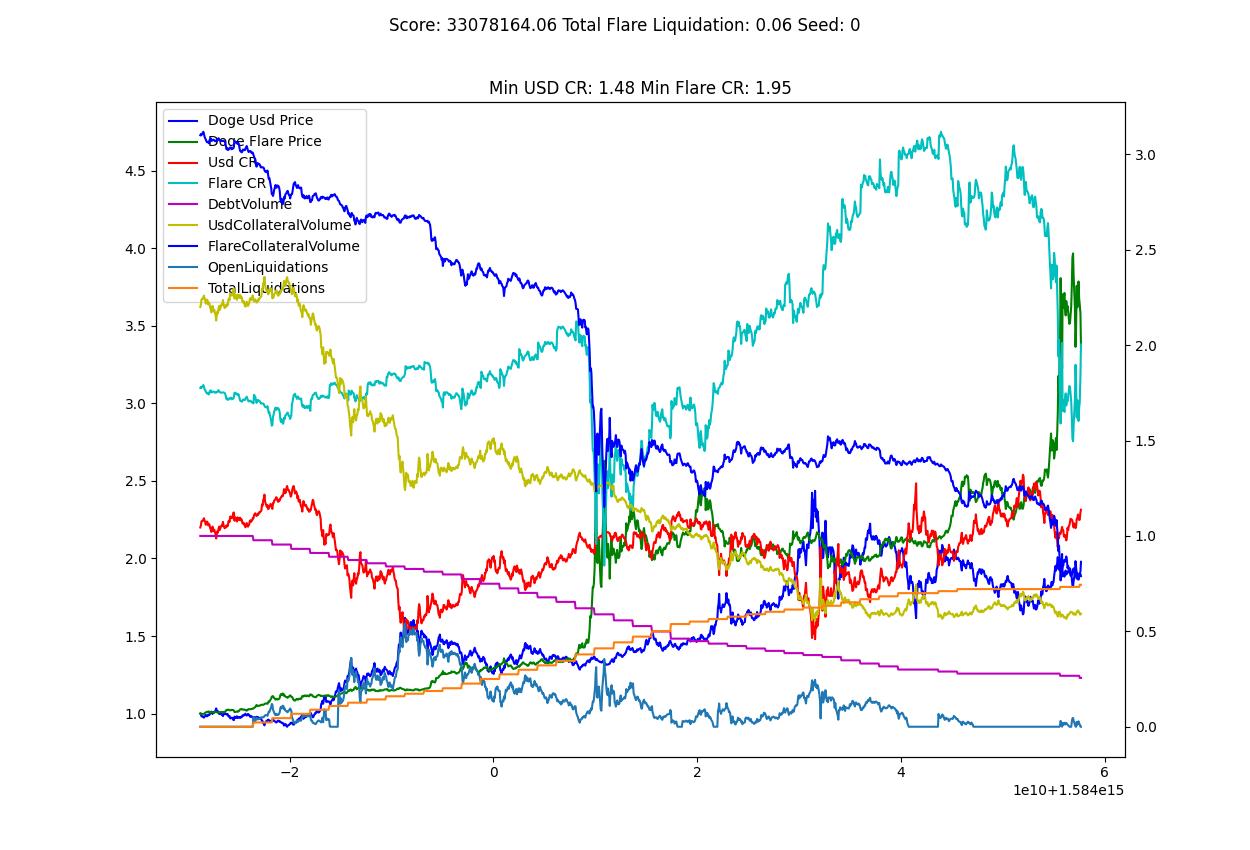 Score: 33078164.06 Total Flare Liquidation: 0.06 Seed: 0
Min USD CR: 1.48 Min Flare CR: 1.95
Doge Usd Price
Doge Flare Price
Usd CR
Flare CR
DebtVolume
UsdCollateralVolume
FlareCollateralVolume
OpenLiquidations
TotalLiquidations
4.5
4.0
3.5
3.0
2.5
2.0
1.5
1.0
3.0
2.5
2.0
1.5
1.0
0.5
0.0
−2
0
2
4
6
1e10+1.584e15